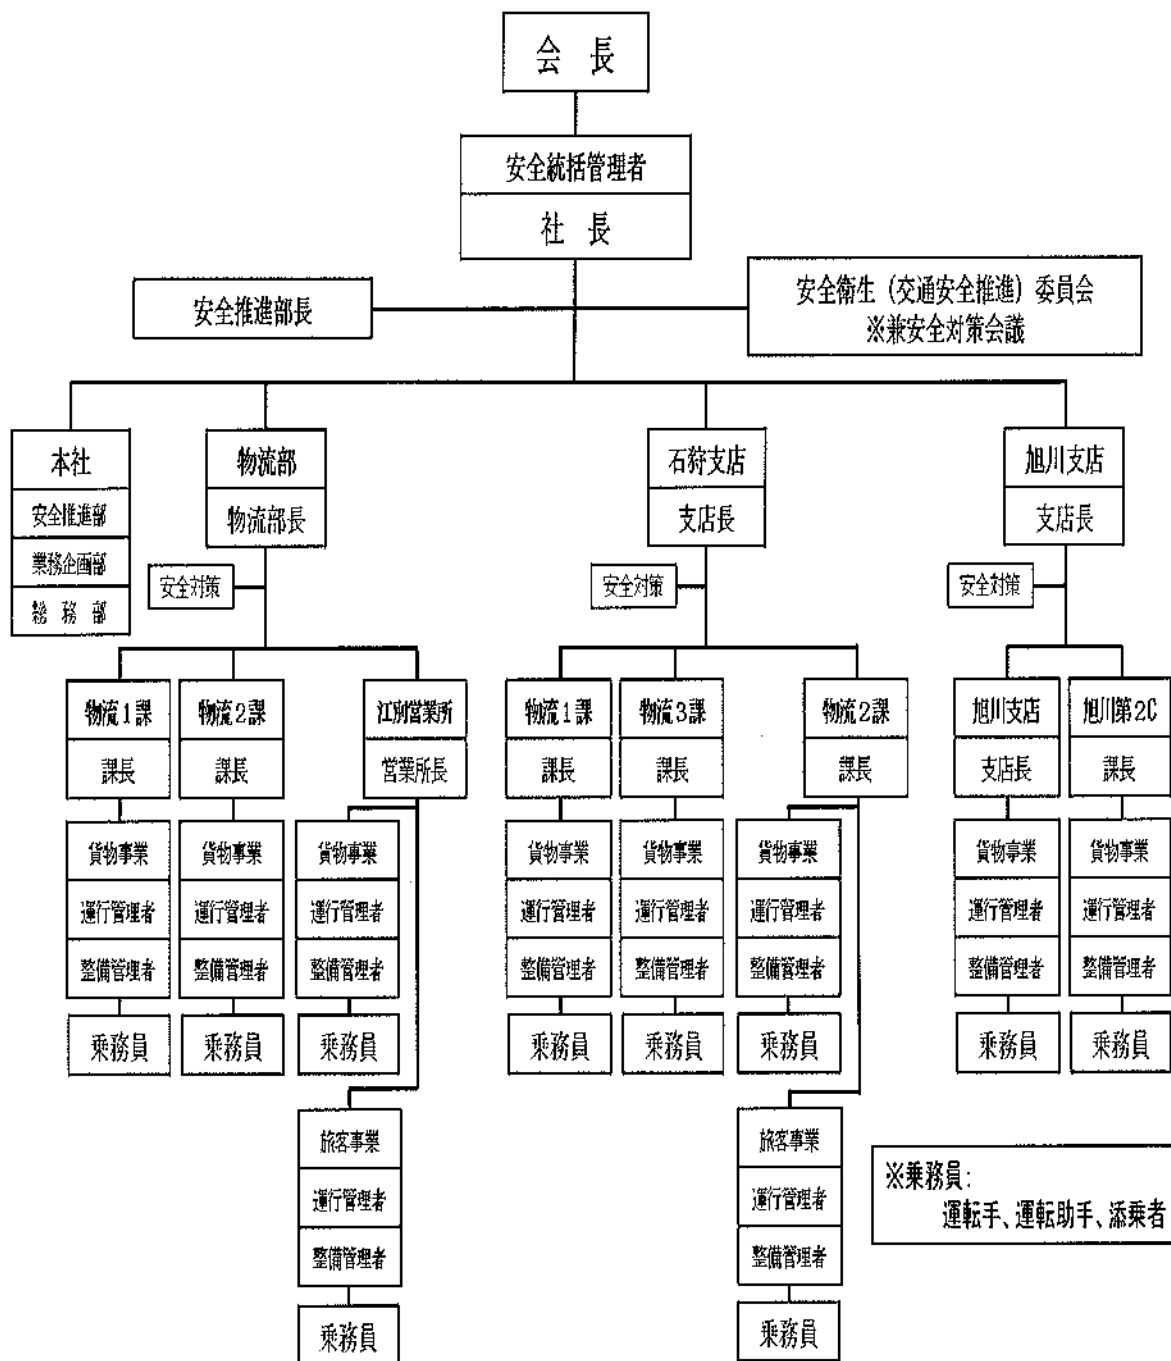 会長
安全統括管理者
社長
安全推進部長
安全衛生（交通安全推進）委員会
※兼安全対策会議
本社
安全推進部
業務企画部
総務部
物流部
物流部長
安全対策
石狩支店
支店長
安全対策
旭川支店
支店長
安全対策
物流1課
課長
貨物事業
運行管理者
整備管理者
乗務員
物流2課
課長
貨物事業
運行管理者
整備管理者
乗務員
江別営業所
営業所長
貨物事業
運行管理者
整備管理者
乗務員
旅客事業
運行管理者
整備管理者
乗務員
物流1課
課長
貨物事業
運行管理者
整備管理者
乗務員
物流3課
課長
貨物事業
運行管理者
整備管理者
乗務員
物流2課
課長
貨物事業
運行管理者
整備管理者
乗務員
旅客事業
運行管理者
整備管理者
乗務員
旭川支店
支店長
貨物事業
運行管理者
整備管理者
乗務員
旭川第2C
課長
貨物事業
運行管理者
整備管理者
乗務員
※乗務員:
運転手、運転助手、添乗者